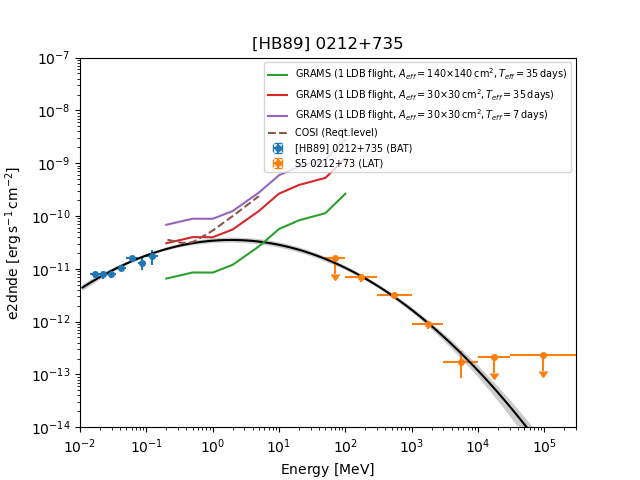 [HB89] 0212+735
10⁻⁷
10⁻⁸
10⁻⁹
10⁻¹⁰
10⁻¹¹
10⁻¹²
10⁻¹³
10⁻¹⁴
e2dnde [erg s⁻¹ cm⁻²]
GRAMS (1 LDB flight, A_eff = 140×140 cm², T_eff = 35 days)
GRAMS (1 LDB flight, A_eff = 30×30 cm², T_eff = 35 days)
GRAMS (1 LDB flight, A_eff = 30×30 cm², T_eff = 7 days)
COSI (Reqt.level)
[HB89] 0212+735 (BAT)
S5 0212+73 (LAT)
10⁻² 10⁻¹ 10⁰ 10¹ 10² 10³ 10⁴ 10⁵
Energy [MeV]